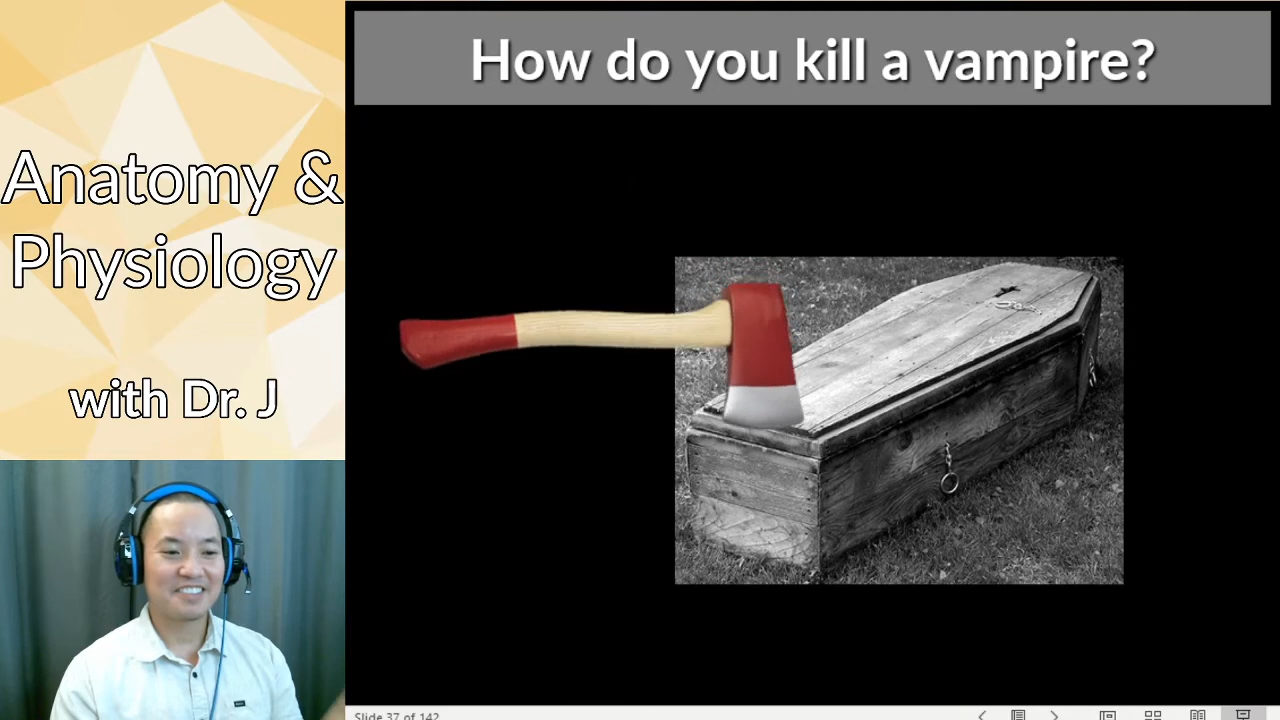 How do you kill a vampire?
Anatomy &
Physiology
with Dr. J
Slide 37 of 142